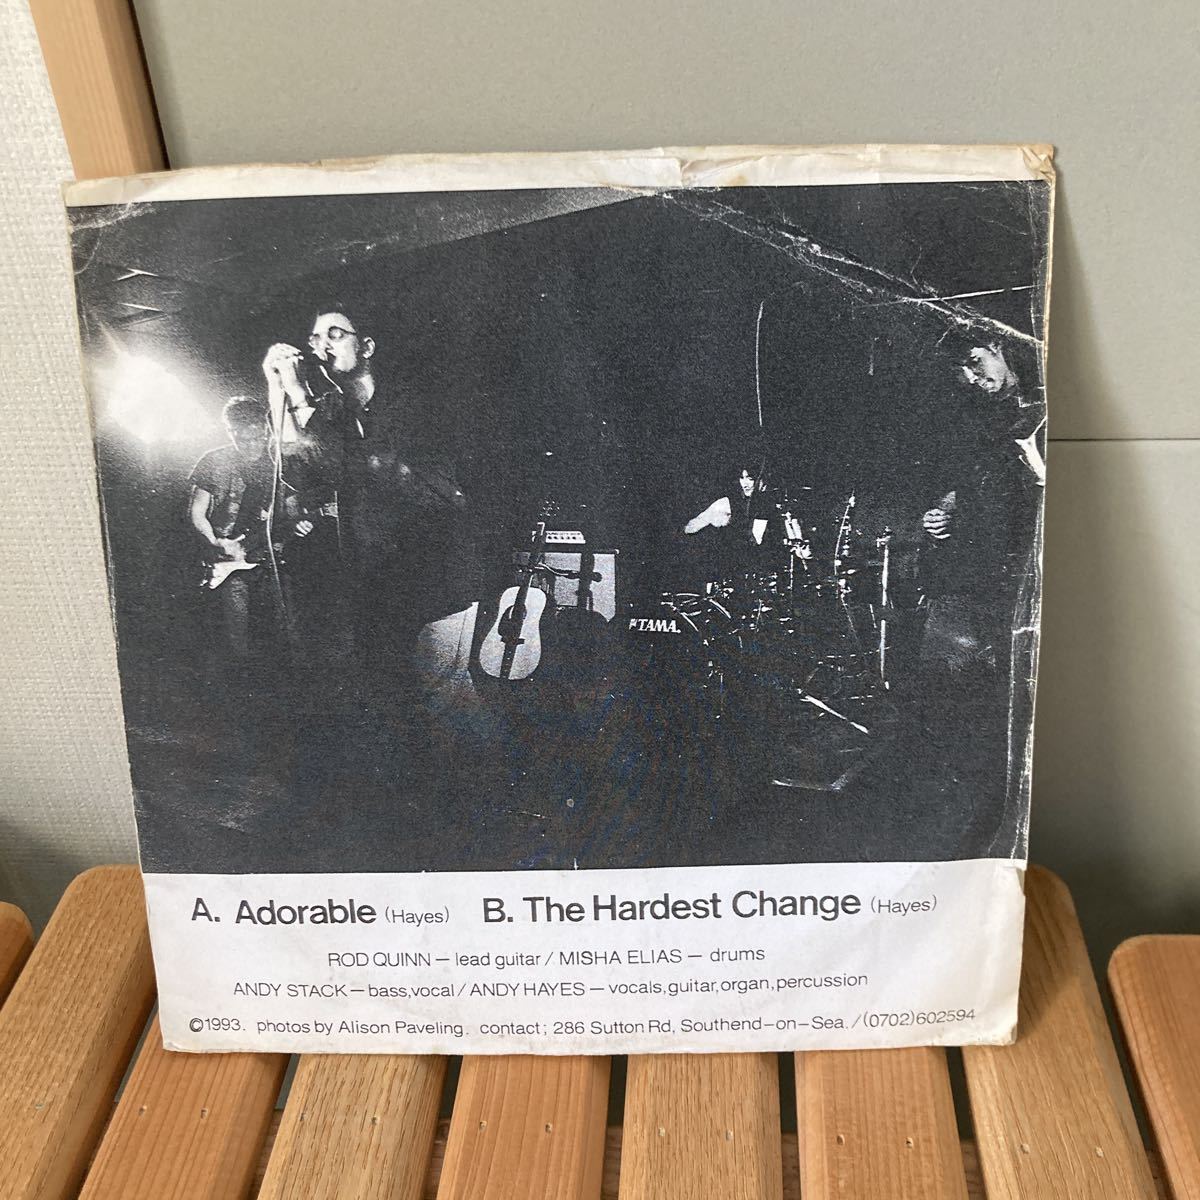 TAMA.
A. Adorable (Hayes) B. The Hardest Change (Hayes)
ROD QUINN — lead guitar / MISHA ELIAS — drums
ANDY STACK — bass,vocal / ANDY HAYES — vocals,guitar,organ,percussion
©1993. photos by Alison Paveling. contact; 286 Sutton Rd, Southend-on-Sea. /(0702)602594